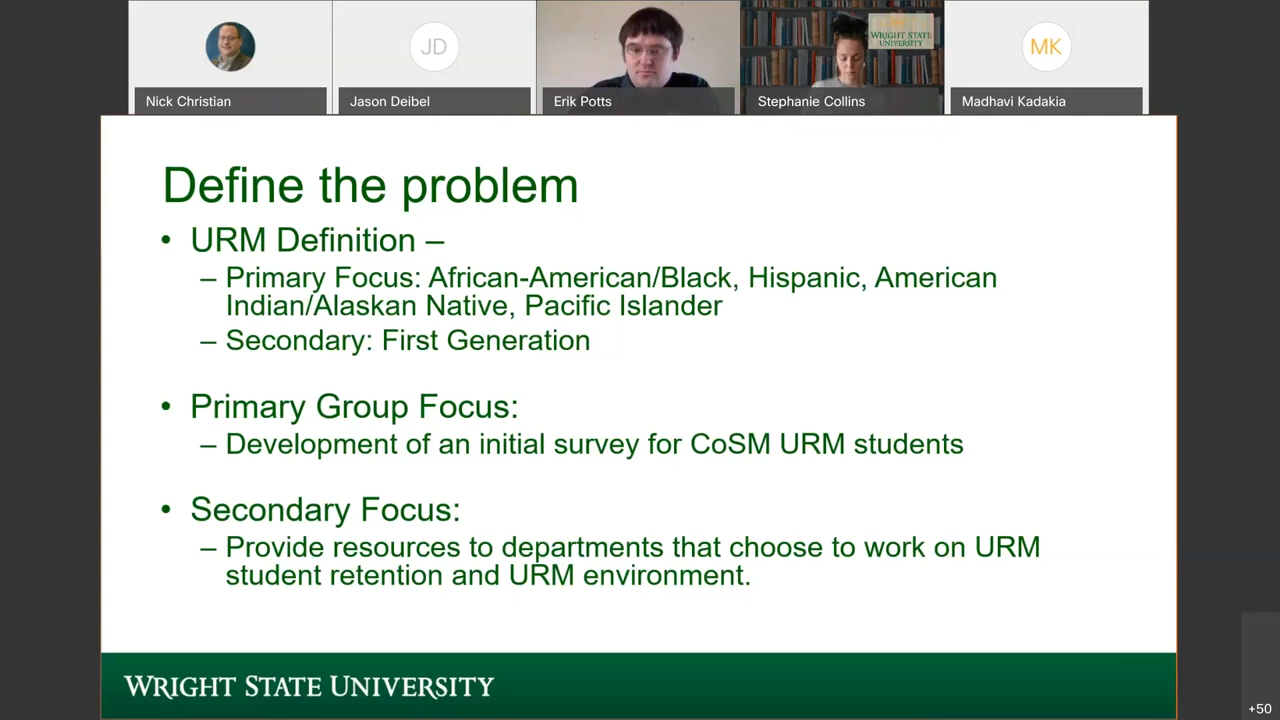 JD
WRIGHT STATE
UNIVERSITY
MK
Nick Christian
Jason Deibel
Erik Potts
Stephanie Collins
Madhavi Kadakia
Define the problem
• URM Definition –
– Primary Focus: African-American/Black, Hispanic, American
Indian/Alaskan Native, Pacific Islander
– Secondary: First Generation
• Primary Group Focus:
– Development of an initial survey for CoSM URM students
• Secondary Focus:
– Provide resources to departments that choose to work on URM
student retention and URM environment.
WRIGHT STATE UNIVERSITY
+50